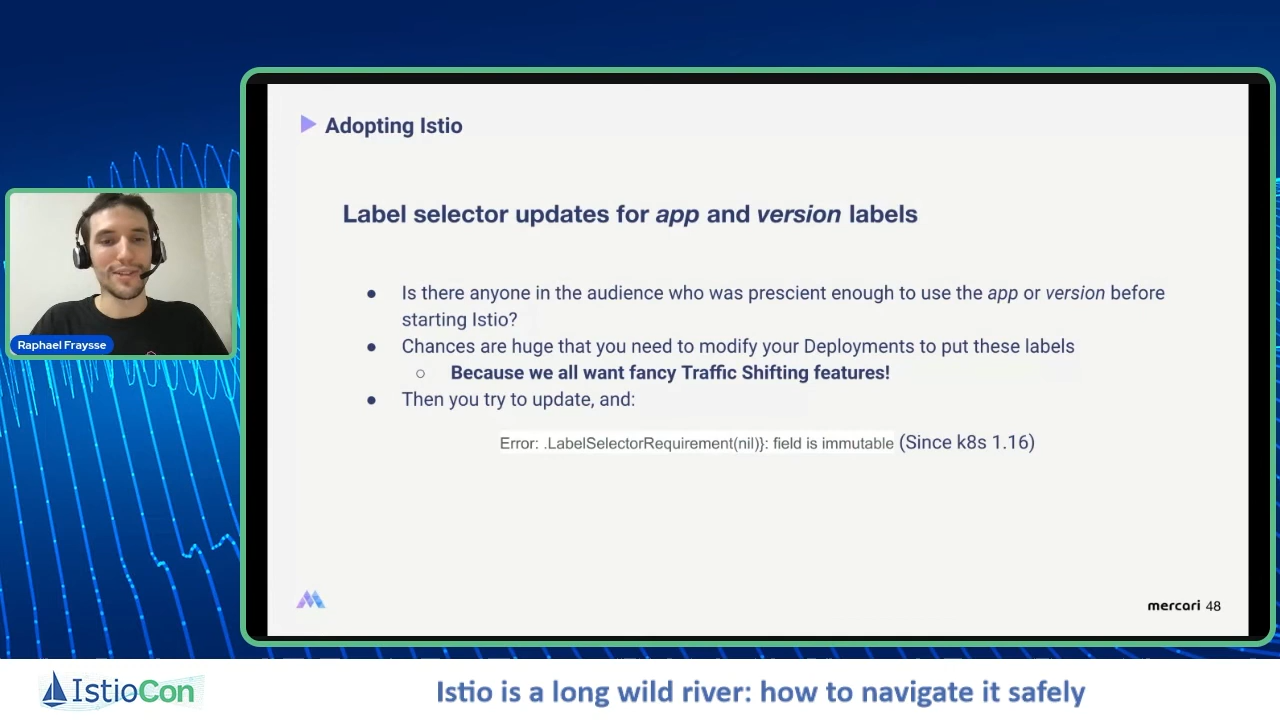 Adopting Istio
Label selector updates for app and version labels
● Is there anyone in the audience who was prescient enough to use the app or version before
starting Istio?
● Chances are huge that you need to modify your Deployments to put these labels
○ Because we all want fancy Traffic Shifting features!
● Then you try to update, and:
Error: .LabelSelectorRequirement(nil)}: field is immutable (Since k8s 1.16)
Raphael Fraysse
mercari 48
IstioCon
Istio is a long wild river: how to navigate it safely